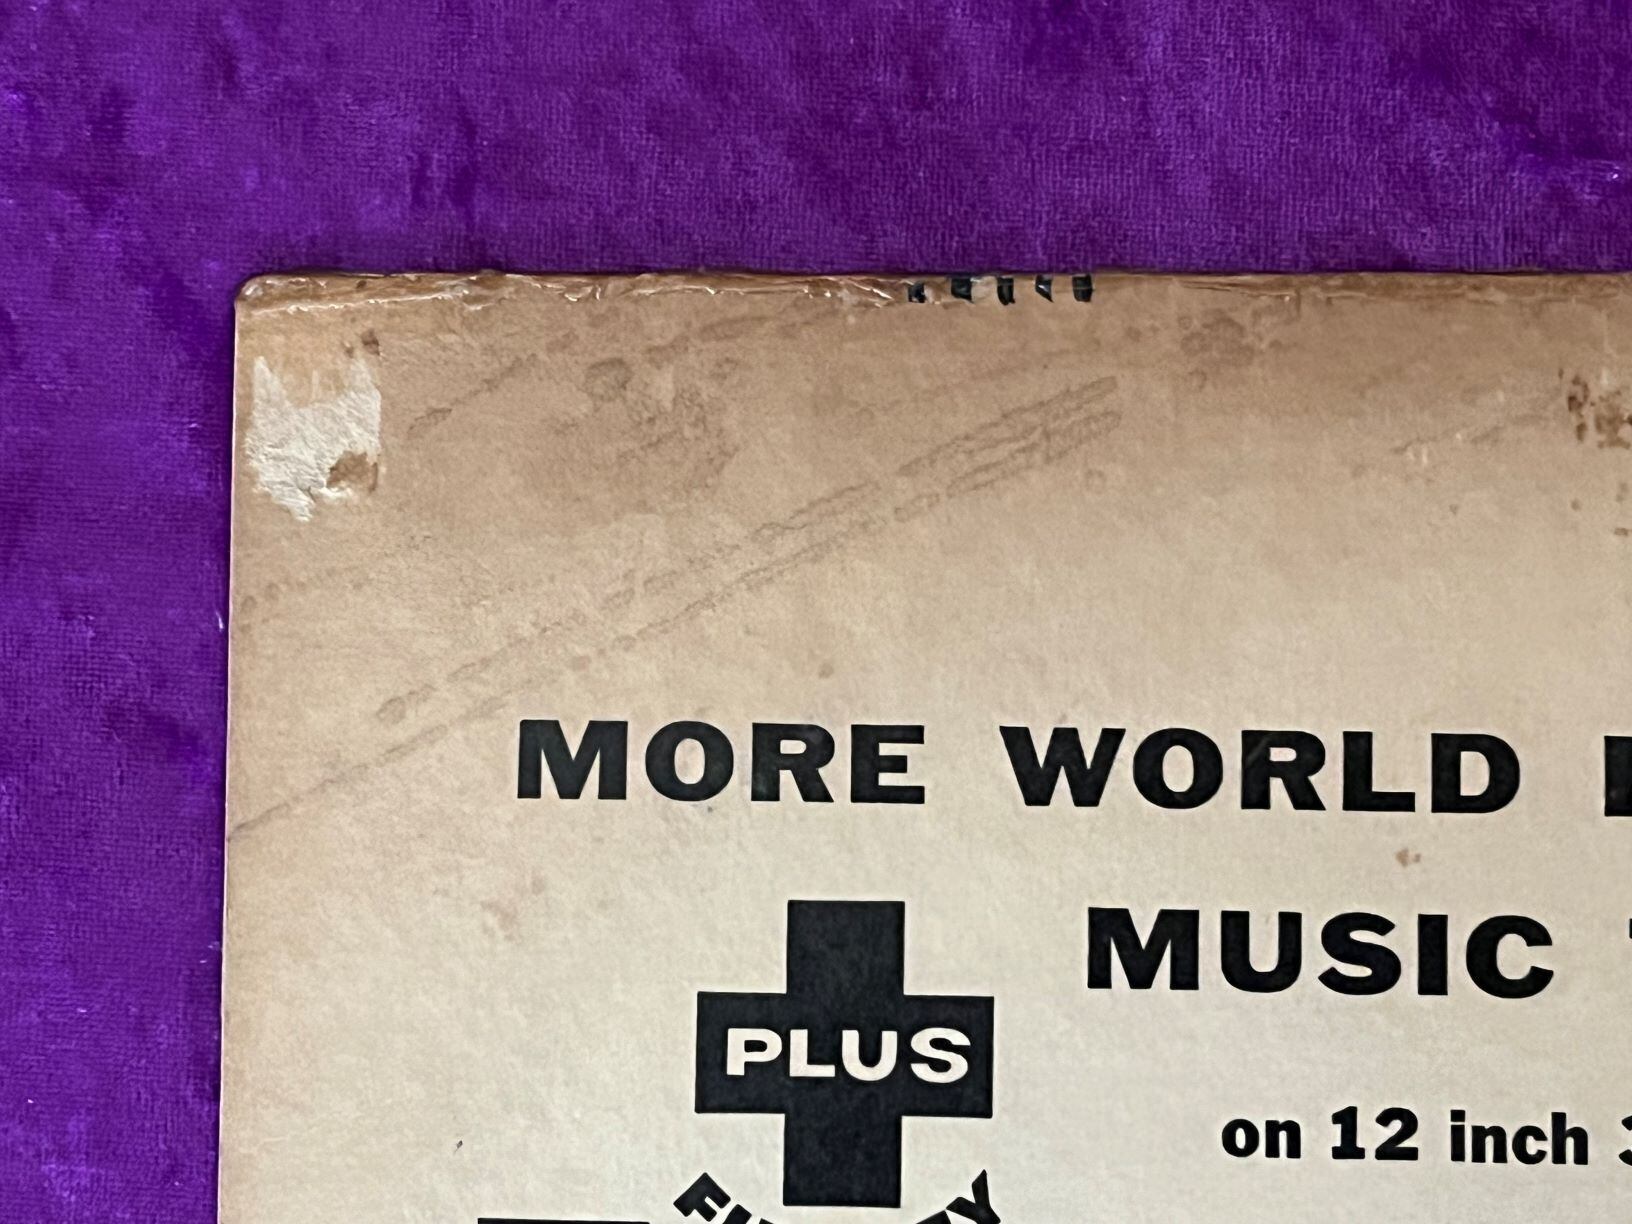 MORE WORLD
MUSIC
PLUS
on 12 inch